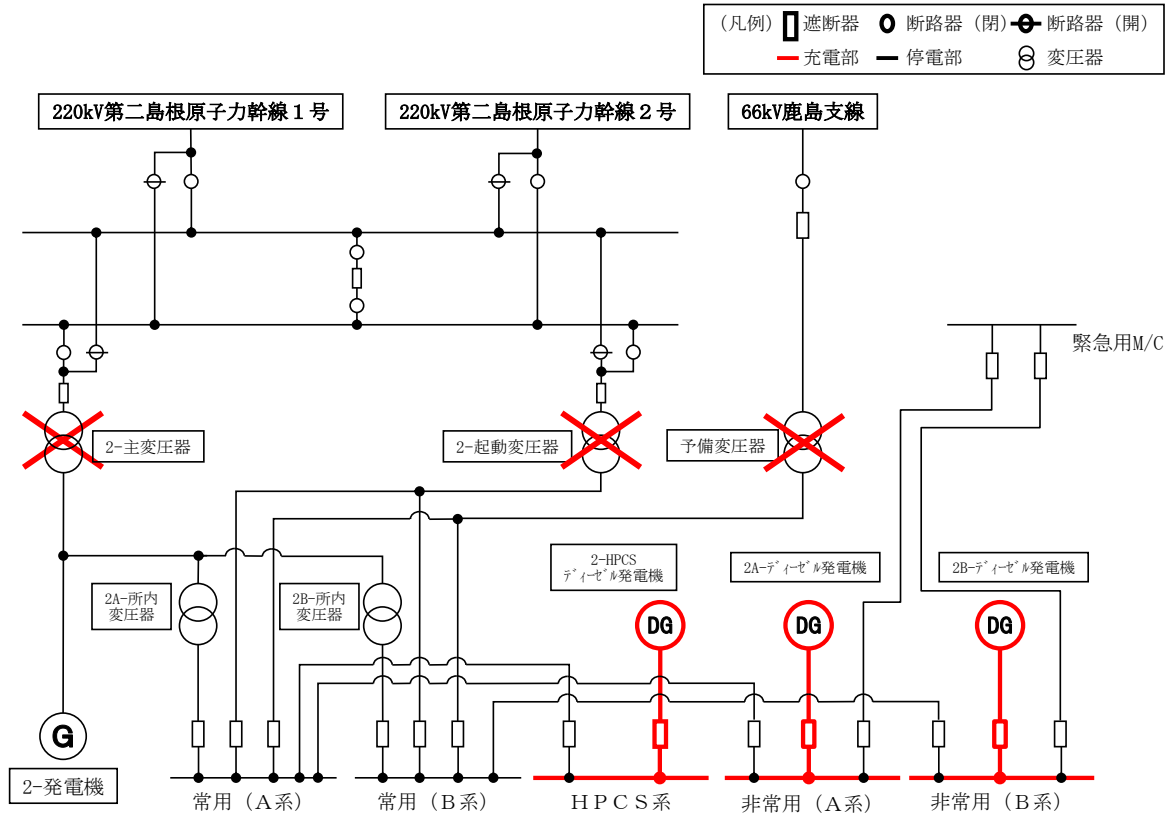 (凡例) 遮断器 断路器(閉) 断路器(開)
充電部 停電部 変圧器
220kV第二島根原子力幹線1号
220kV第二島根原子力幹線2号
66kV鹿島支線
緊急用M/C
2-主変圧器
2-起動変圧器
予備変圧器
2-HPCS
ディーゼル発電機
2A-ディーゼル発電機
2B-ディーゼル発電機
2A-所内
変圧器
2B-所内
変圧器
DG
DG
DG
G
2-発電機
常用(A系)
常用(B系)
HPCS系
非常用(A系)
非常用(B系)